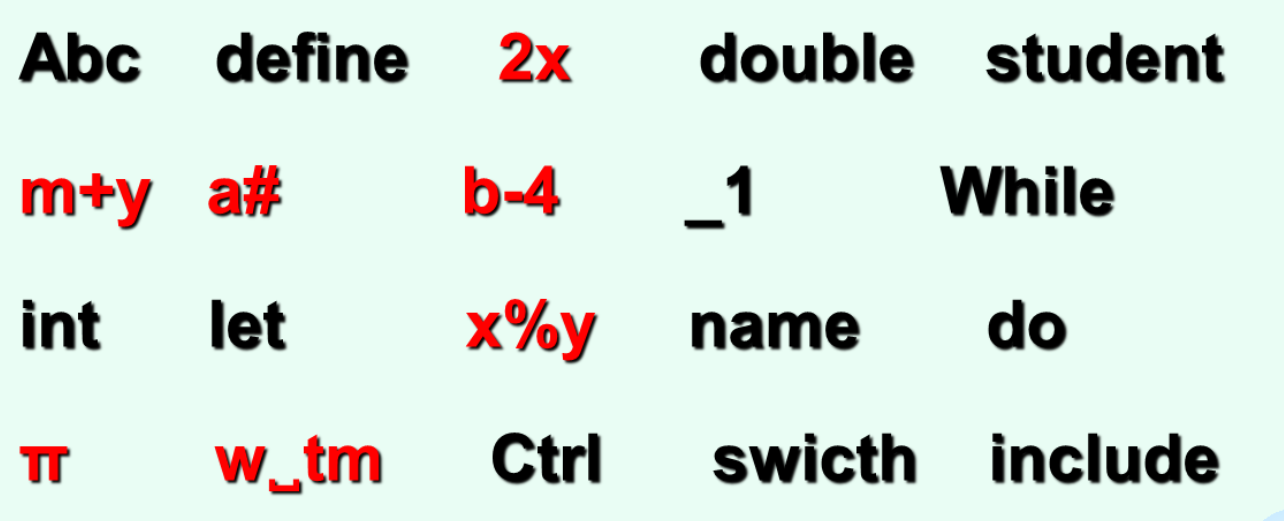 Abc define 2x double student
m+y a# b-4 _1 While
int let x%y name do
π w␣tm Ctrl swicth include